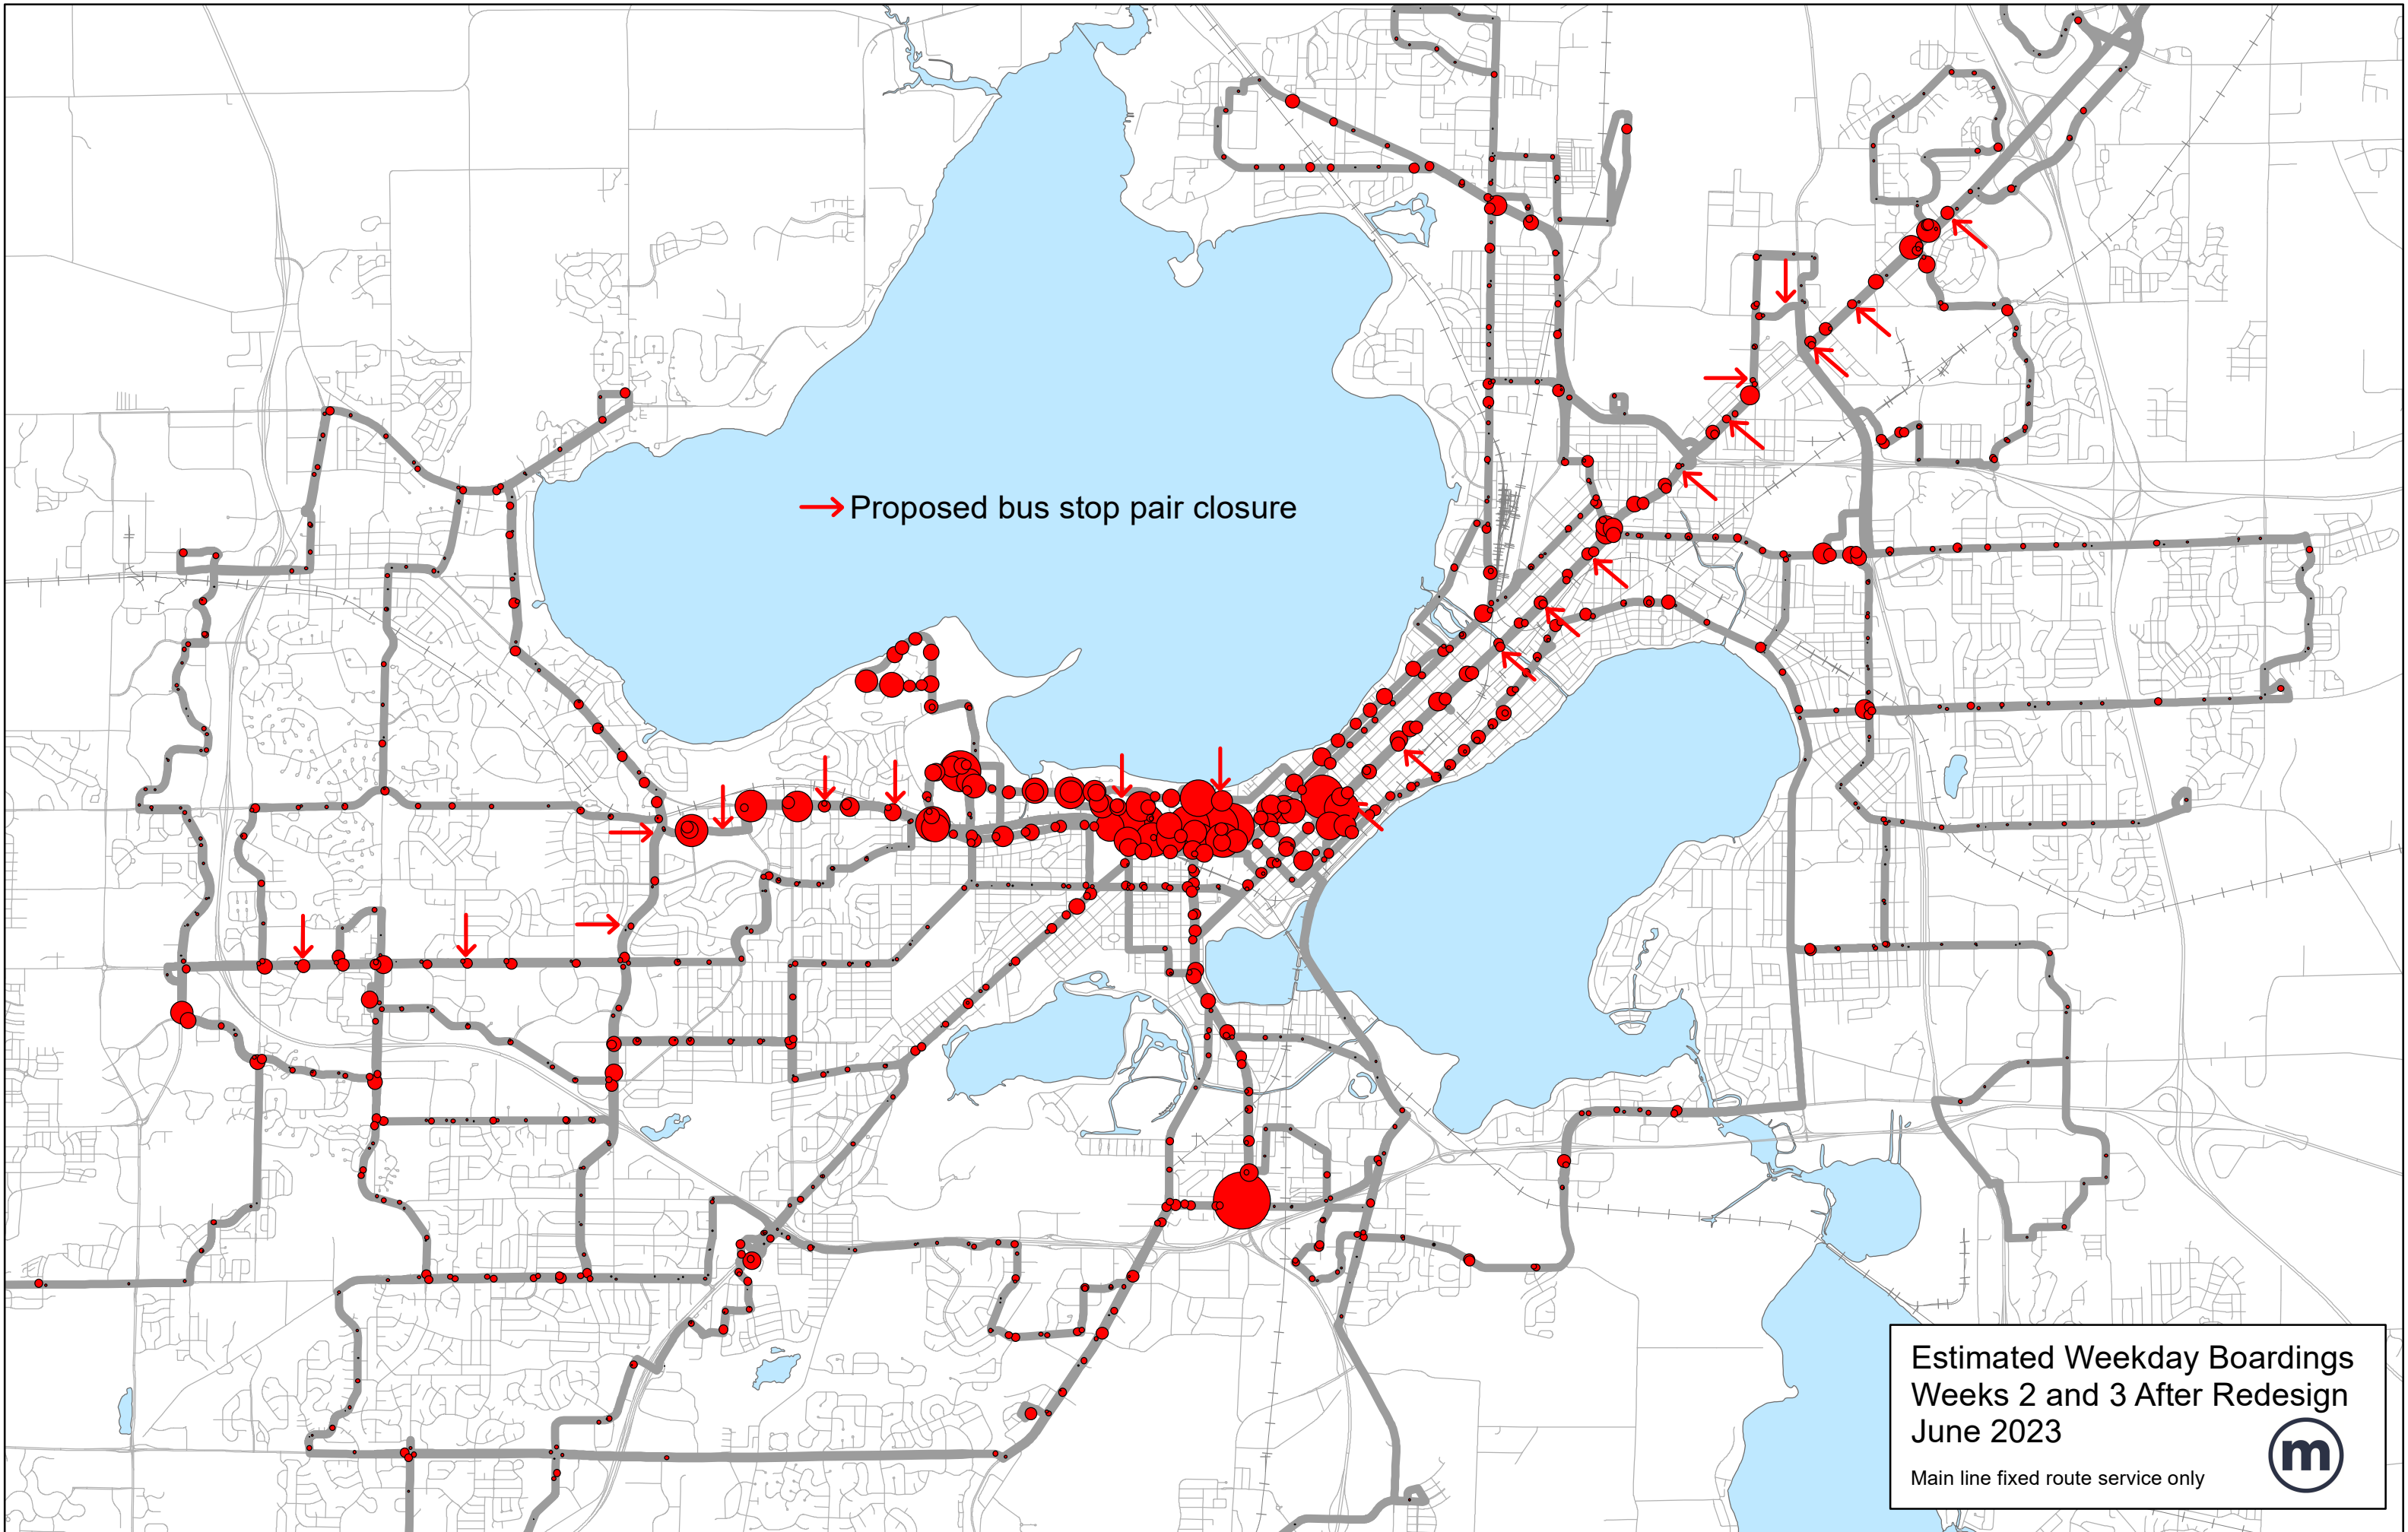 Proposed bus stop pair closure
Estimated Weekday Boardings
Weeks 2 and 3 After Redesign
June 2023
Main line fixed route service only
m